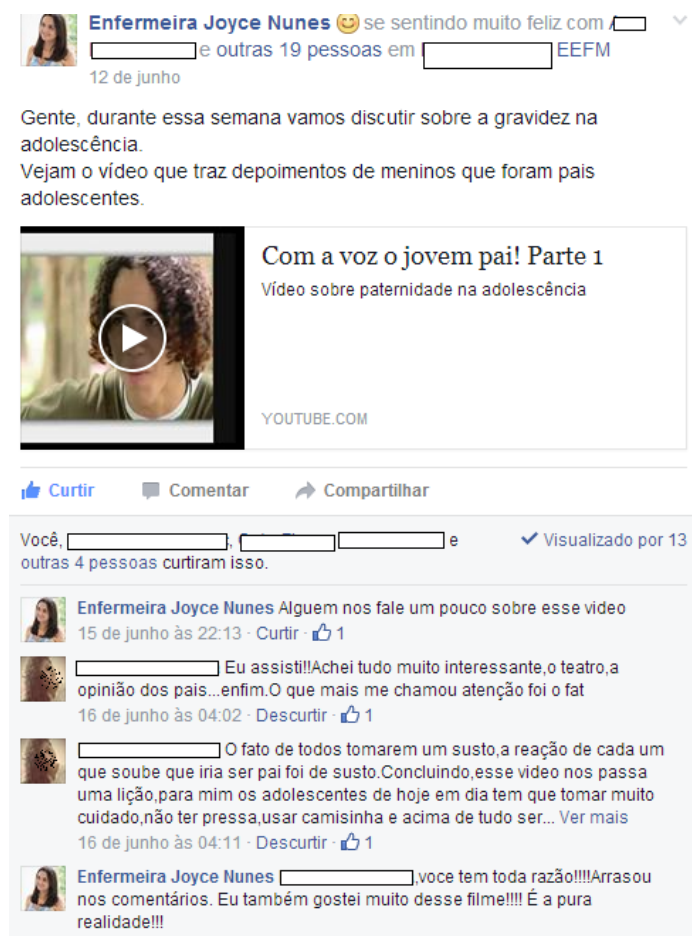 Enfermeira Joyce Nunes se sentindo muito feliz com
e outras 19 pessoas em EEFM
12 de junho
Gente, durante essa semana vamos discutir sobre a gravidez na
adolescência.
Vejam o vídeo que traz depoimentos de meninos que foram pais
adolescentes.
Com a voz o jovem pai! Parte 1
Vídeo sobre paternidade na adolescência
YOUTUBE.COM
Curtir Comentar Compartilhar
Você, , e Visualizado por 13
outras 4 pessoas curtiram isso.
Enfermeira Joyce Nunes Alguem nos fale um pouco sobre esse video
15 de junho às 22:13 · Curtir · 1
Eu assisti!!Achei tudo muito interessante,o teatro,a
opinião dos pais...enfim.O que mais me chamou atenção foi o fat
16 de junho às 04:02 · Descurtir · 1
O fato de todos tomarem um susto,a reação de cada um
que soube que iria ser pai foi de susto.Concluindo,esse video nos passa
uma lição,para mim os adolescentes de hoje em dia tem que tomar muito
cuidado,não ter pressa,usar camisinha e acima de tudo ser... Ver mais
16 de junho às 04:11 · Descurtir · 1
Enfermeira Joyce Nunes ,voce tem toda razão!!!!Arrasou
nos comentários. Eu também gostei muito desse filme!!!! É a pura
realidade!!!